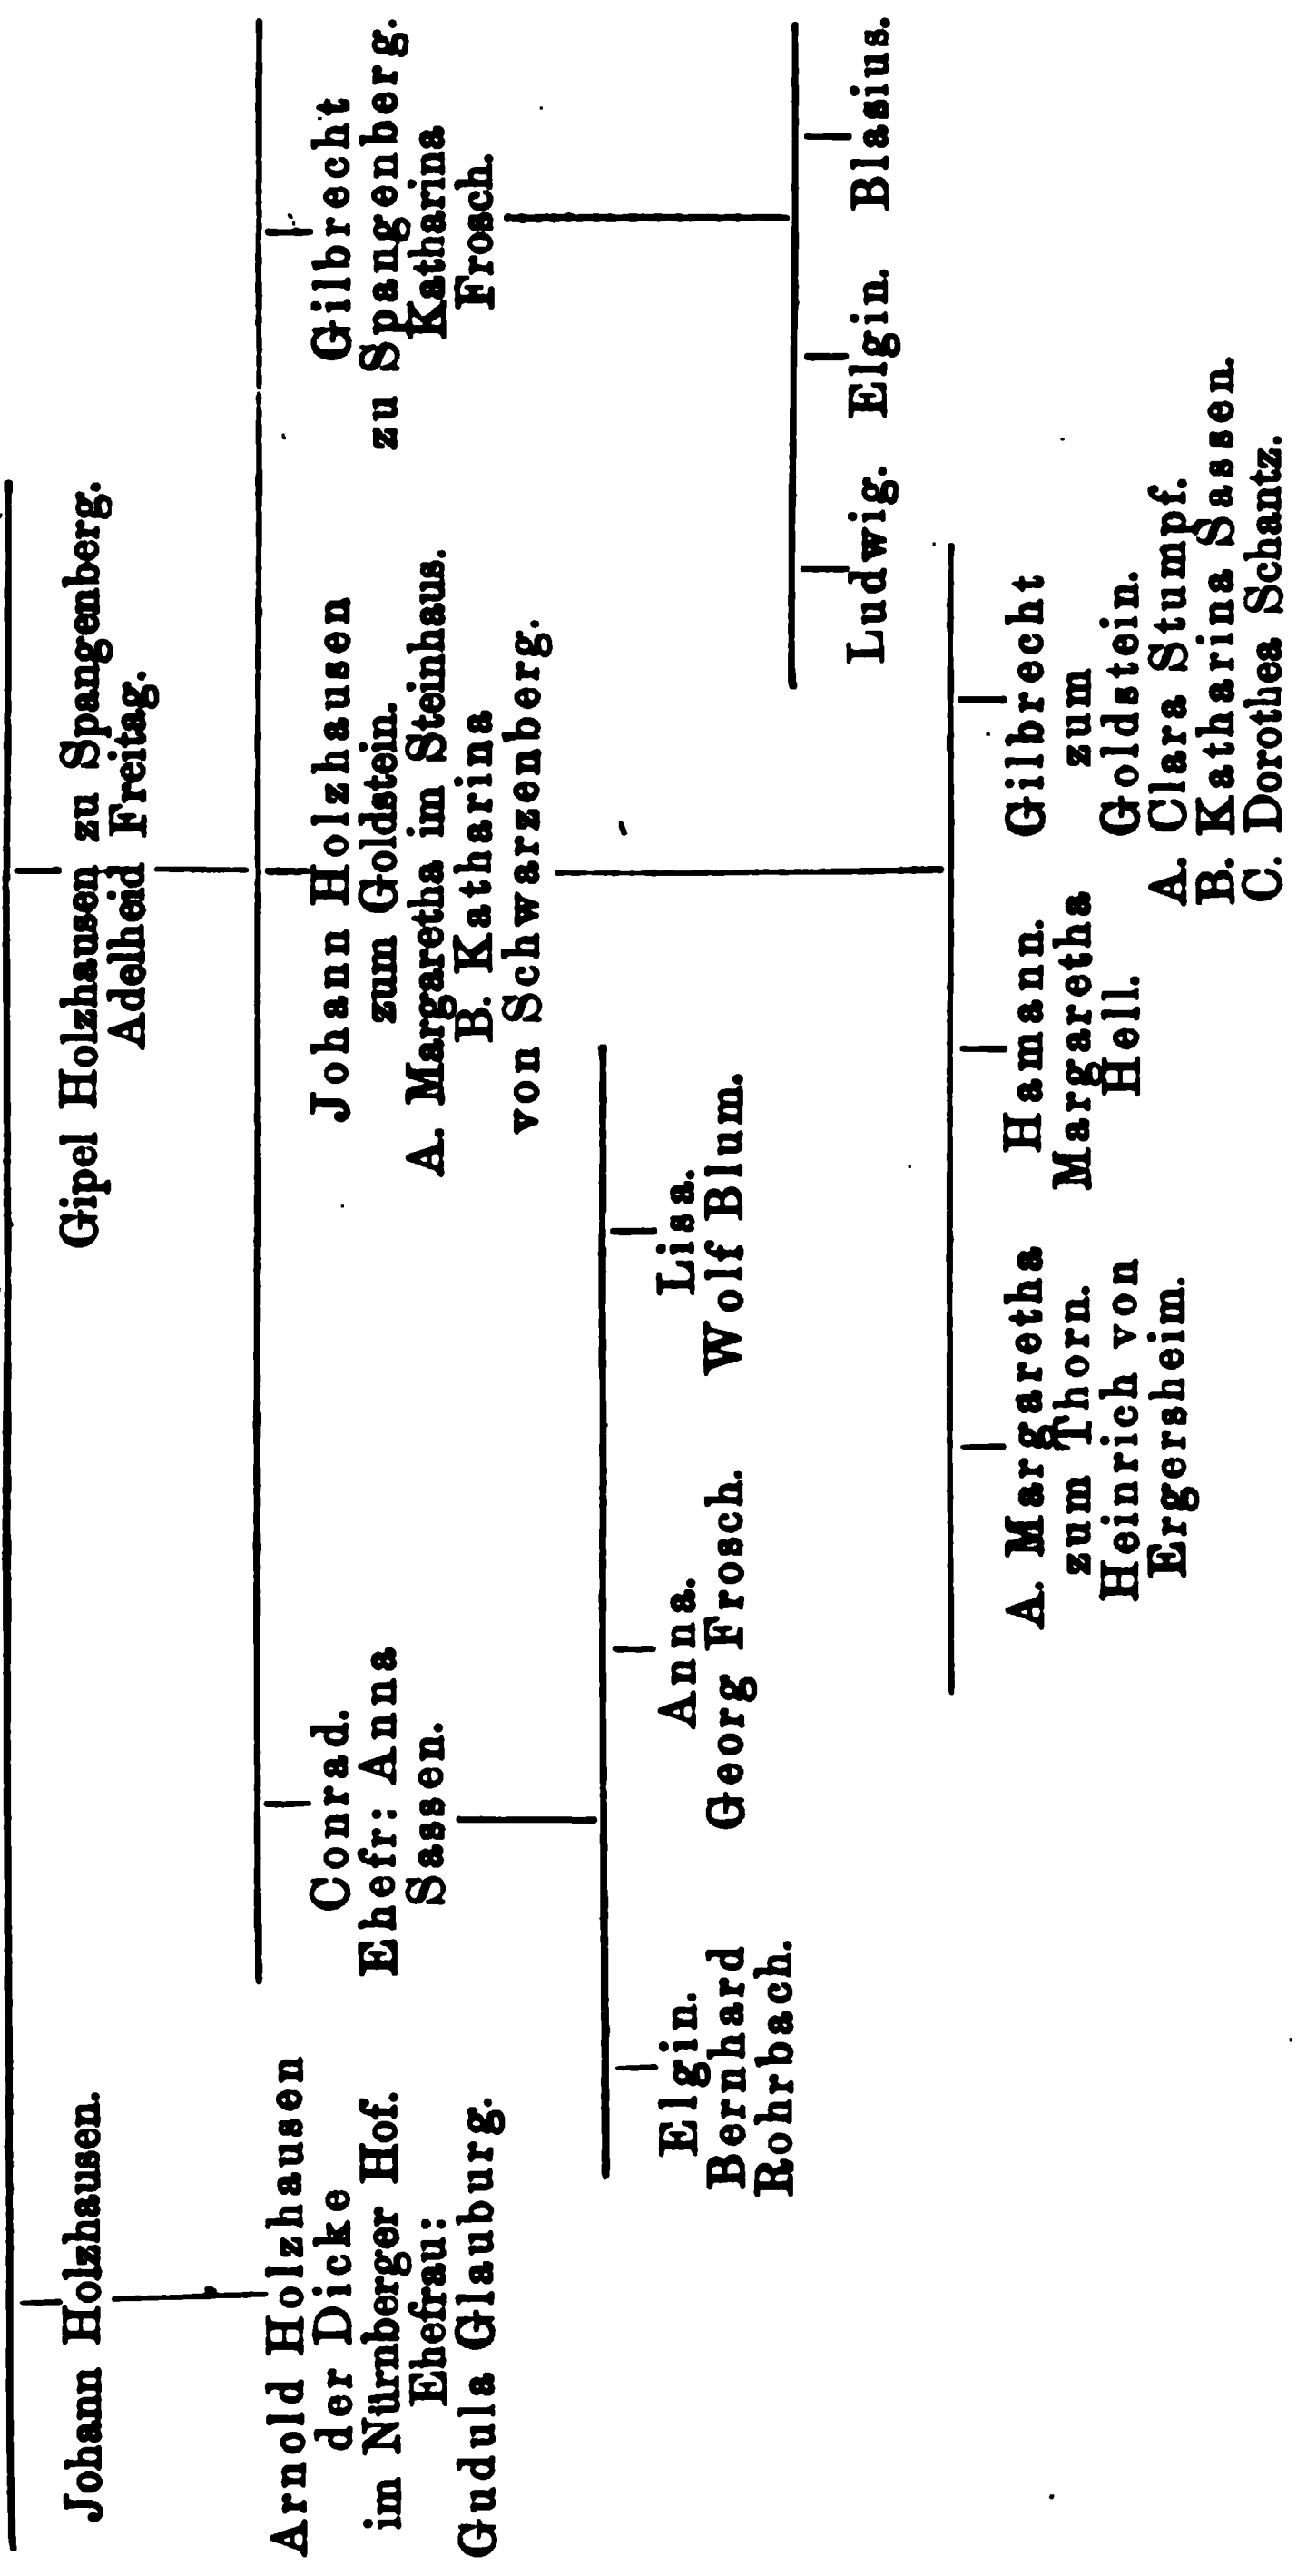 Johann Holzhausen.
Gipel Holzhausen zu Spangenberg.
Adelheid Freitag.
Arnold Holzhausen
der Dicke
im Nürnberger Hof.
Ehefrau:
Gudula Glauburg.
Conrad.
Ehefr: Anna
Sassen.
Johann Holzhausen
zum Goldstein.
A. Margaretha im Steinhaus.
B. Katharina
von Schwarzenberg.
Gilbrecht
zu Spangenberg.
Katharina
Frosch.
Elgin.
Bernhard
Rohrbach.
Anna.
Georg Frosch.
Lisa.
Wolf Blum.
Ludwig.
Elgin.
Blasius.
A. Margaretha
zum Thorn.
Heinrich von
Ergersheim.
Hamann.
Margaretha
Hell.
Gilbrecht
zum
Goldstein.
A. Clara Stumpf.
B. Katharina Sassen.
C. Dorothea Schantz.